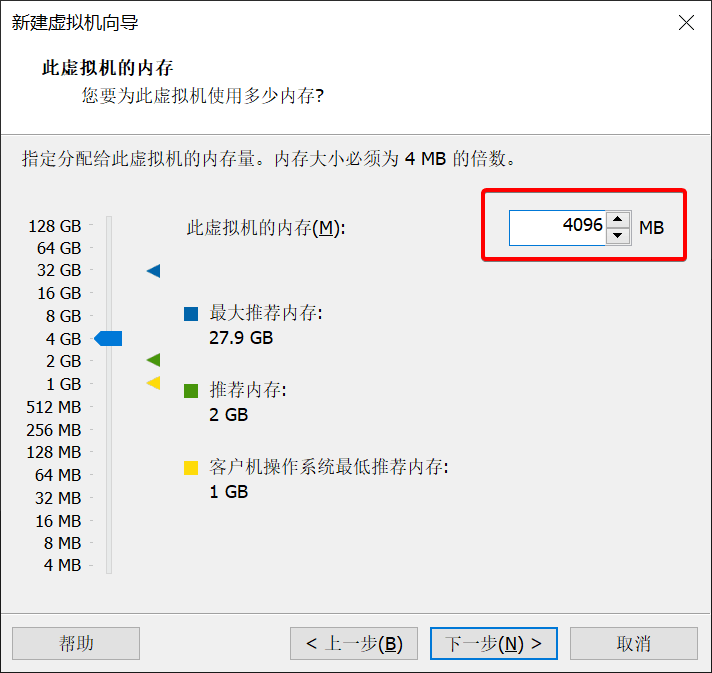 新建虚拟机向导
此虚拟机的内存
您要为此虚拟机使用多少内存?
指定分配给此虚拟机的内存量。内存大小必须为 4 MB 的倍数。
此虚拟机的内存(M):
4096 MB
128 GB
64 GB
32 GB
16 GB
8 GB
4 GB
2 GB
1 GB
512 MB
256 MB
128 MB
64 MB
32 MB
16 MB
8 MB
4 MB
最大推荐内存:
27.9 GB
推荐内存:
2 GB
客户机操作系统最低推荐内存:
1 GB
帮助
< 上一步(B)
下一步(N) >
取消